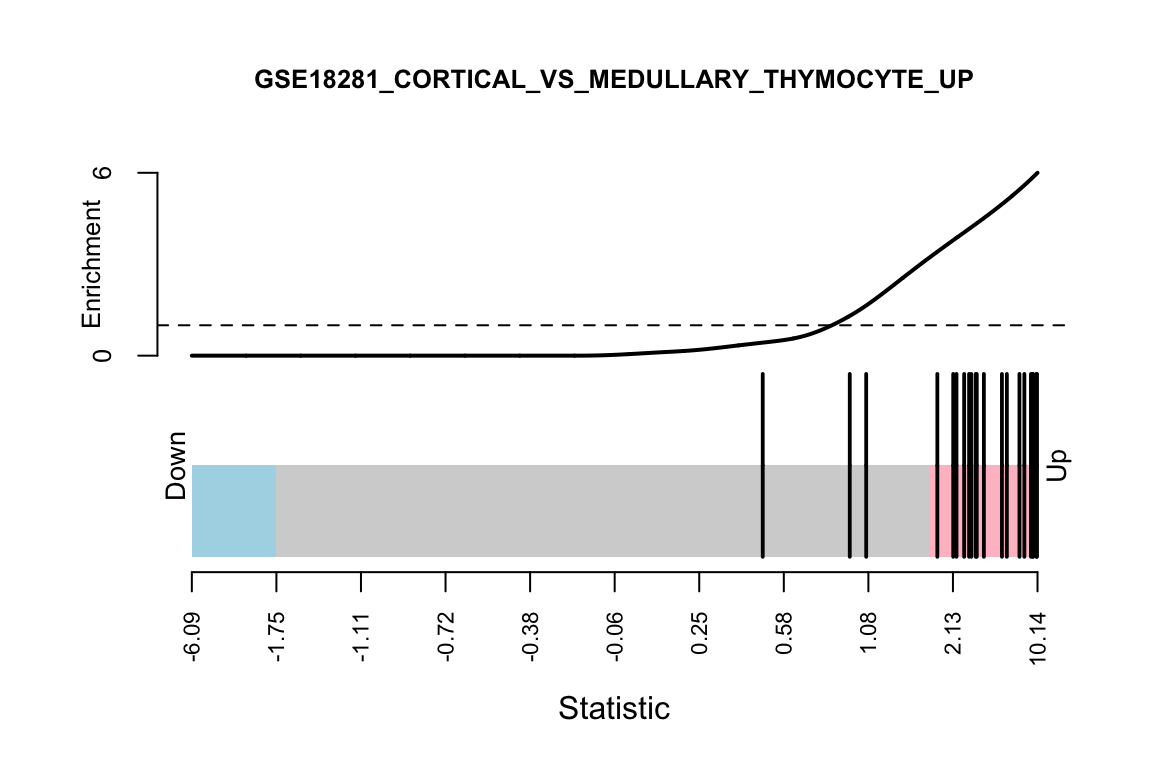 GSE18281_CORTICAL_VS_MEDULLARY_THYMOCYTE_UP
6
Enrichment
0
Down
Up
-6.09 -1.75 -1.11 -0.72 -0.38 -0.06 0.25 0.58 1.08 2.13 10.14
Statistic